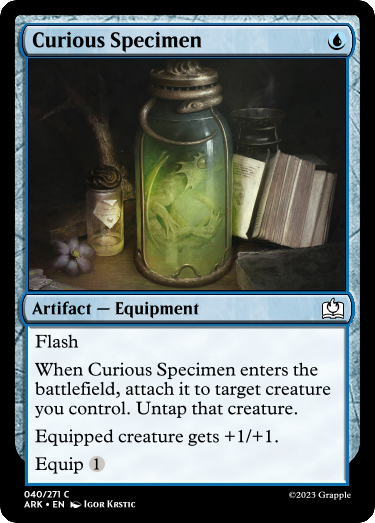 Curious Specimen
Artifact — Equipment
Flash
When Curious Specimen enters the
battlefield, attach it to target creature
you control. Untap that creature.
Equipped creature gets +1/+1.
Equip 1
040/271 C
ARK • EN Igor Krstic
©2023 Grapple